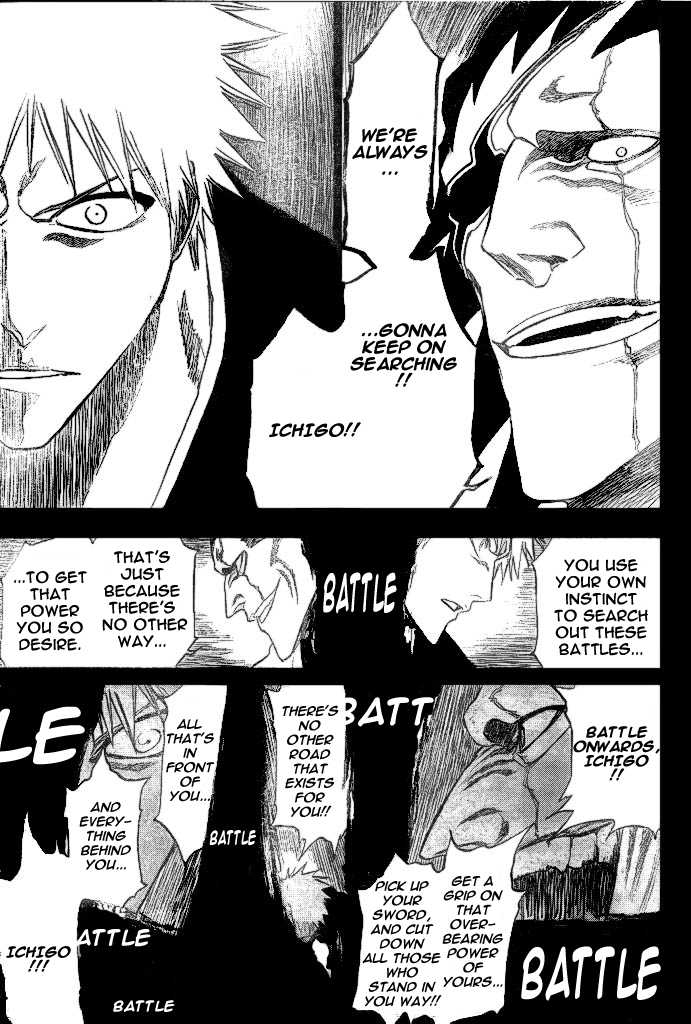 WE'RE
ALWAYS
...
...GONNA
KEEP ON
SEARCHING
!!
ICHIGO!!
YOU USE
YOUR OWN
INSTINCT
TO SEARCH
OUT THESE
BATTLES...
BATTLE
THAT'S
JUST
BECAUSE
THERE'S
NO OTHER
WAY...
...TO GET
THAT
POWER
YOU SO
DESIRE.
BATTLE
ONWARDS,
ICHIGO
!!
GET A
GRIP ON
THAT
OVER-
BEARING
POWER
OF
YOURS...
PICK UP
YOUR
SWORD,
AND CUT
DOWN
ALL THOSE
WHO
STAND IN
YOU WAY!!
BATTLE
BATT
THERE'S
NO
OTHER
ROAD
THAT
EXISTS
FOR
YOU!!
BATTLE
ALL
THAT'S
IN
FRONT
OF
YOU...
AND
EVERY-
THING
BEHIND
YOU...
LE
ATTLE
BATTLE
ICHIGO
!!!